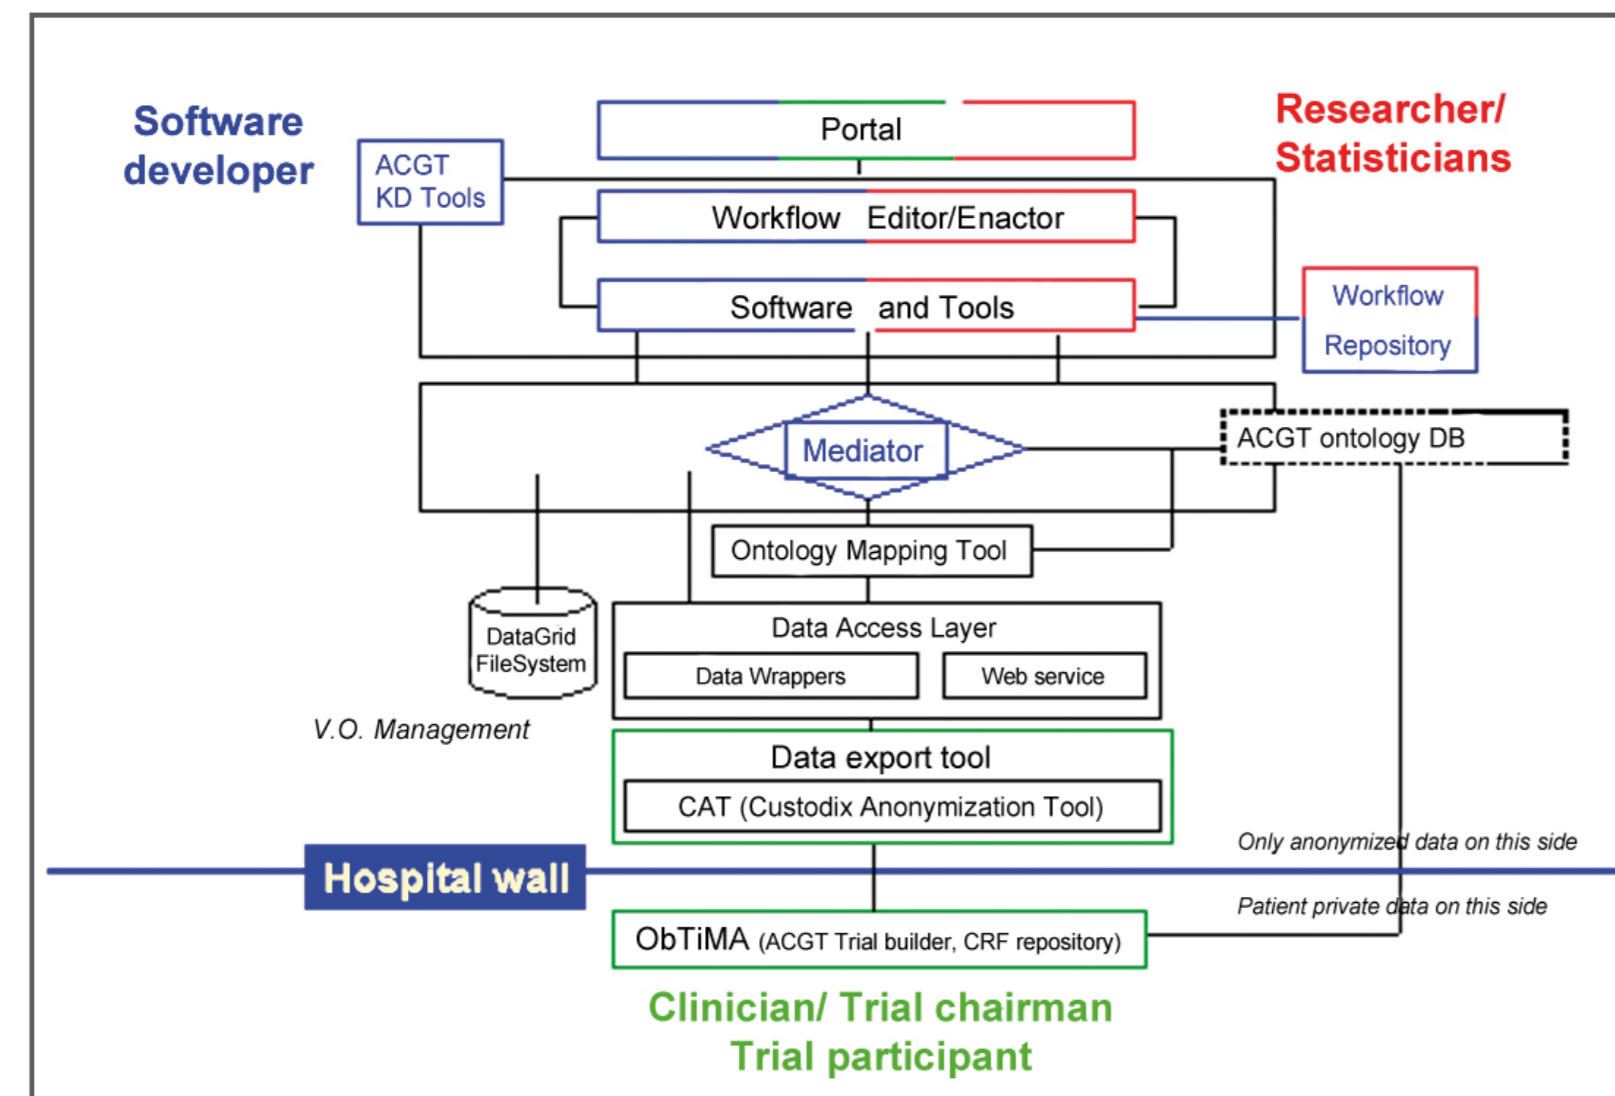 Software
developer
ACGT
KD Tools
Portal
Researcher/
Statisticians
Workflow Editor/Enactor
Software and Tools
Workflow
Repository
Mediator
ACGT ontology DB
Ontology Mapping Tool
DataGrid
FileSystem
Data Access Layer
Data Wrappers
Web service
V.O. Management
Data export tool
CAT (Custodix Anonymization Tool)
Only anonymized data on this side
Hospital wall
Patient private data on this side
ObTiMA (ACGT Trial builder, CRF repository)
Clinician/ Trial chairman
Trial participant